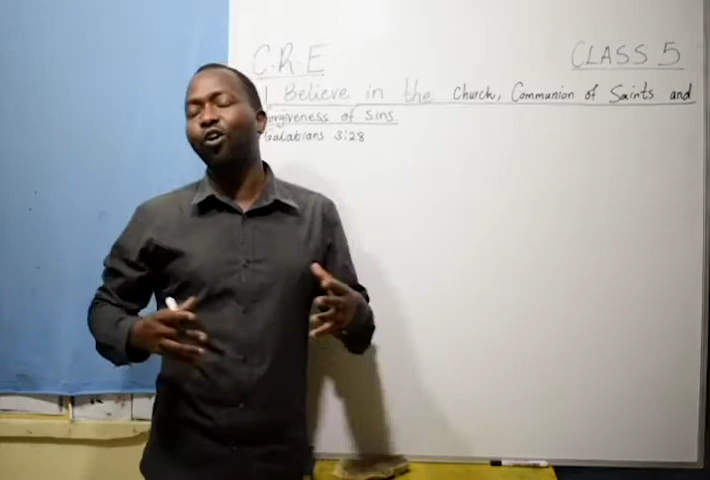 C.R.E CLASS 5
I Believe in the Church, Communion of Saints and
forgiveness of Sins.
Galatians 3:28